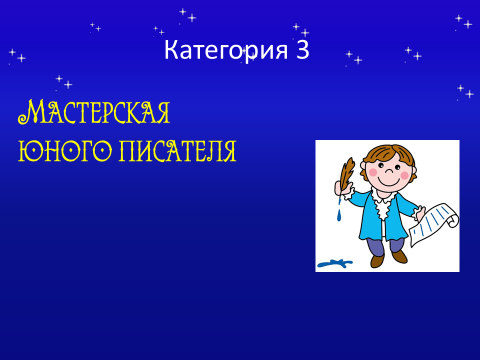 Категория 3
Мастерская
юного писателя